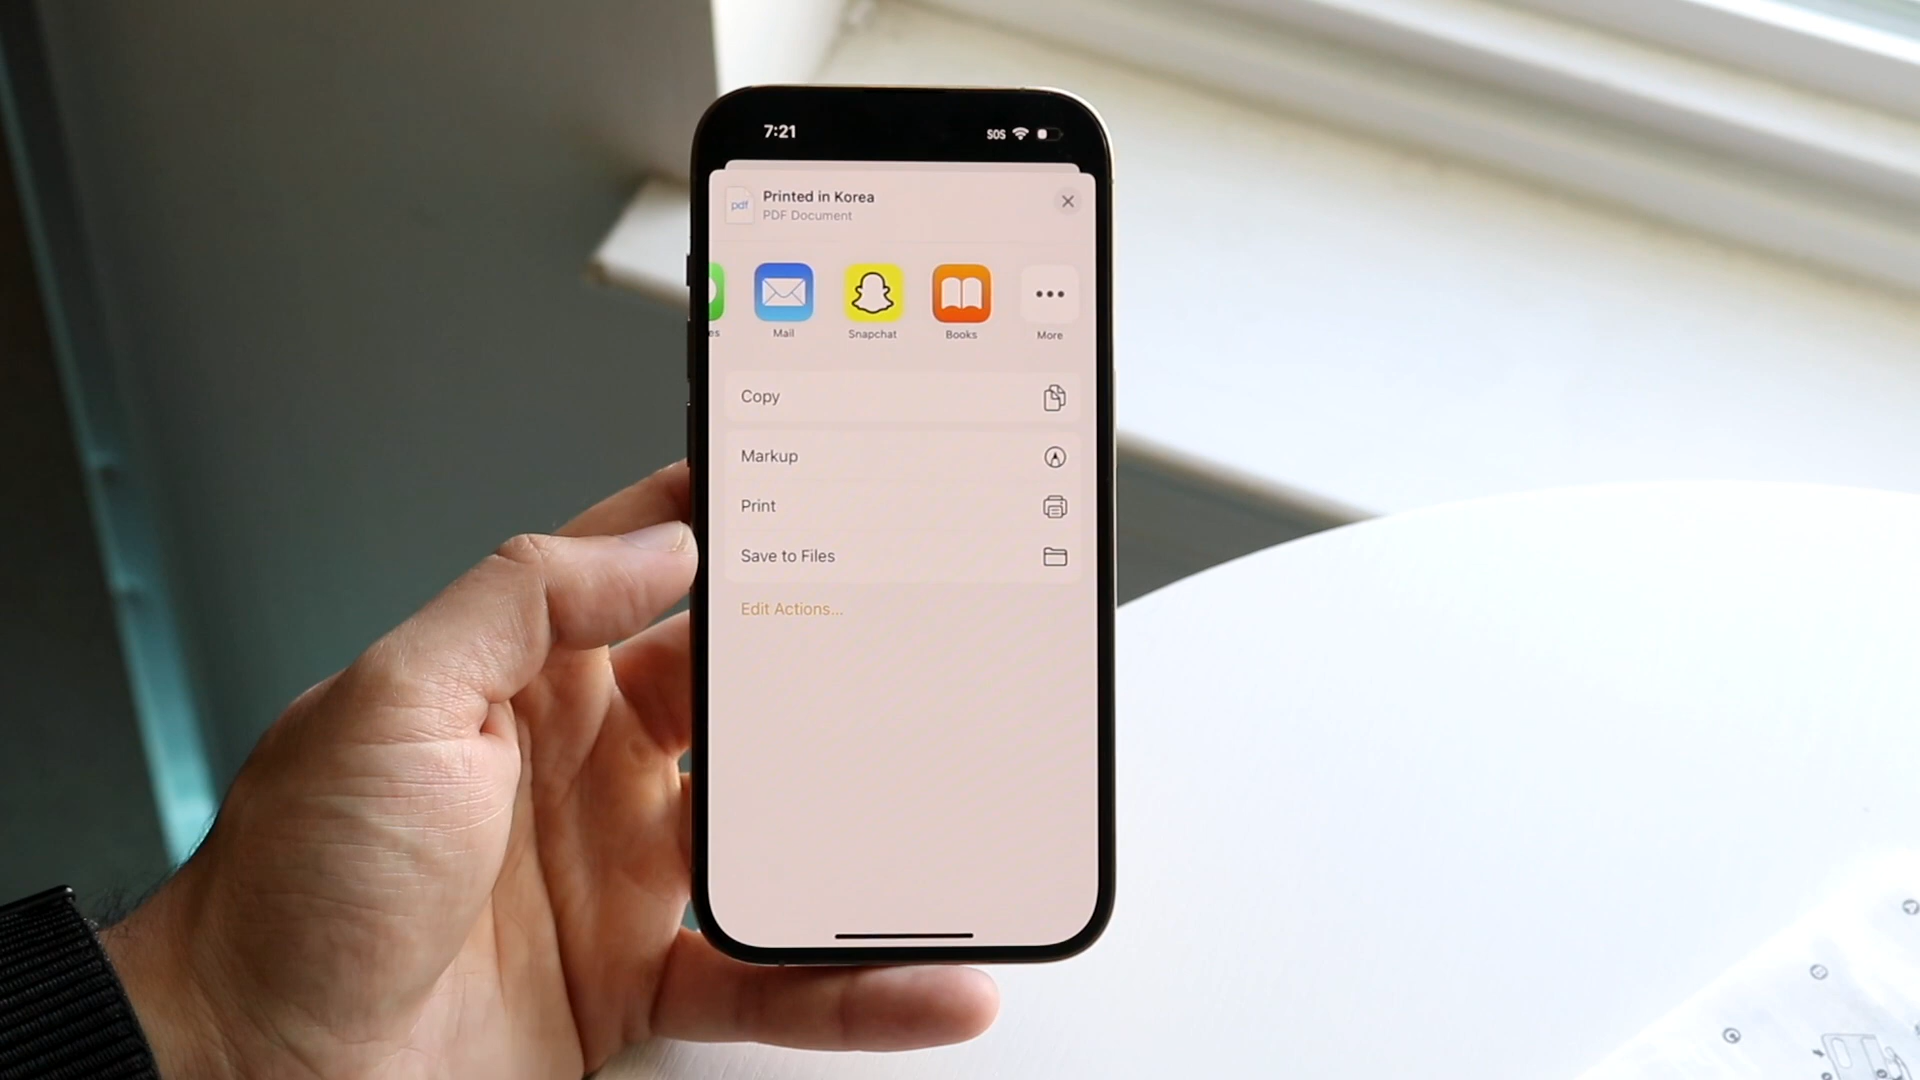 7:21
SOS
pdf
Printed in Korea
PDF Document
es
Mail
Snapchat
Books
More
Copy
Markup
Print
Save to Files
Edit Actions...